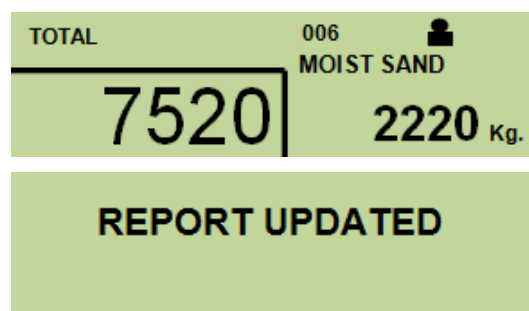 TOTAL 006
MOIST SAND
7520 2220 Kg.
REPORT UPDATED